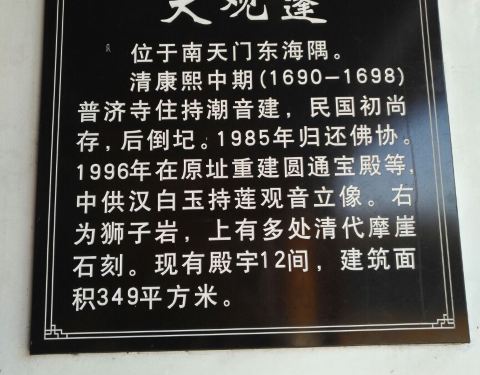 大观蓬
位于南天门东海隅。
清康熙中期(1690-1698)
普济寺住持潮音建，民国初尚
存，后倒圮。1985年归还佛协。
1996年在原址重建圆通宝殿等，
中供汉白玉持莲观音立像。右
为狮子岩，上有多处清代摩崖
石刻。现有殿宇12间，建筑面
积349平方米。